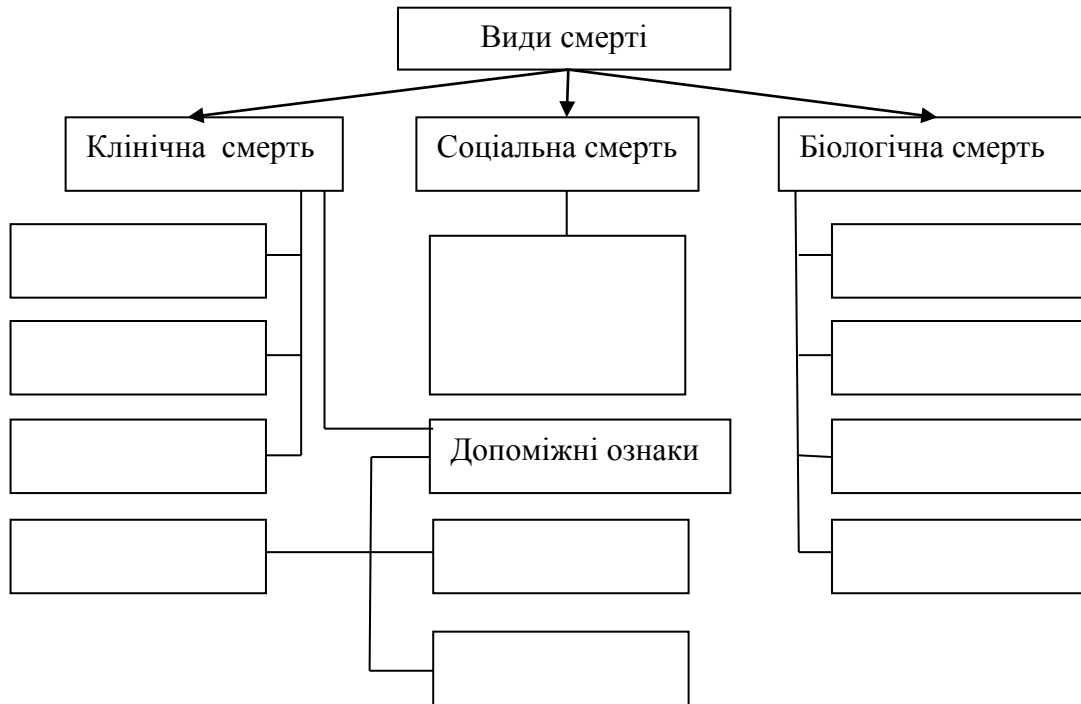 Види смерті
Клінічна смерть
Соціальна смерть
Біологічна смерть
Допоміжні ознаки